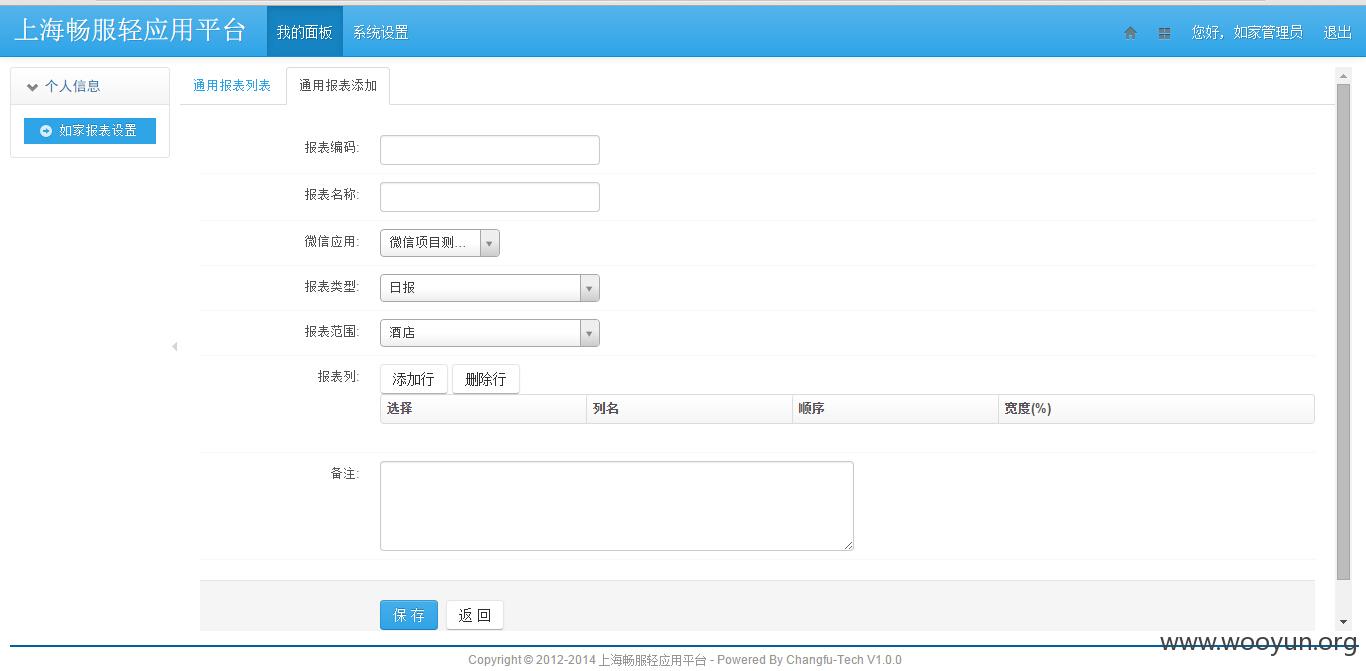 上海畅服轻应用平台 我的面板 系统设置 您好，如家管理员 退出
个人信息
如家报表设置
通用报表列表 通用报表添加
报表编码:
报表名称:
微信应用: 微信项目测...
报表类型: 日报
报表范围: 酒店
报表列: 添加行 删除行
选择 列名 顺序 宽度(%)
备注:
保 存 返 回
www.wooyun.org
Copyright © 2012-2014 上海畅服轻应用平台 - Powered By Changfu-Tech V1.0.0